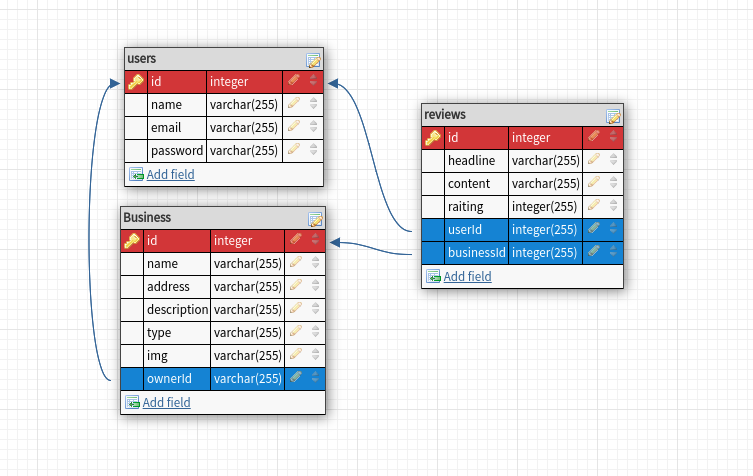 users
id integer
name varchar(255)
email varchar(255)
password varchar(255)
Add field
Business
id integer
name varchar(255)
address varchar(255)
description varchar(255)
type varchar(255)
img varchar(255)
ownerId varchar(255)
Add field
reviews
id integer
headline varchar(255)
content varchar(255)
raiting integer(255)
userId integer(255)
businessId integer(255)
Add field